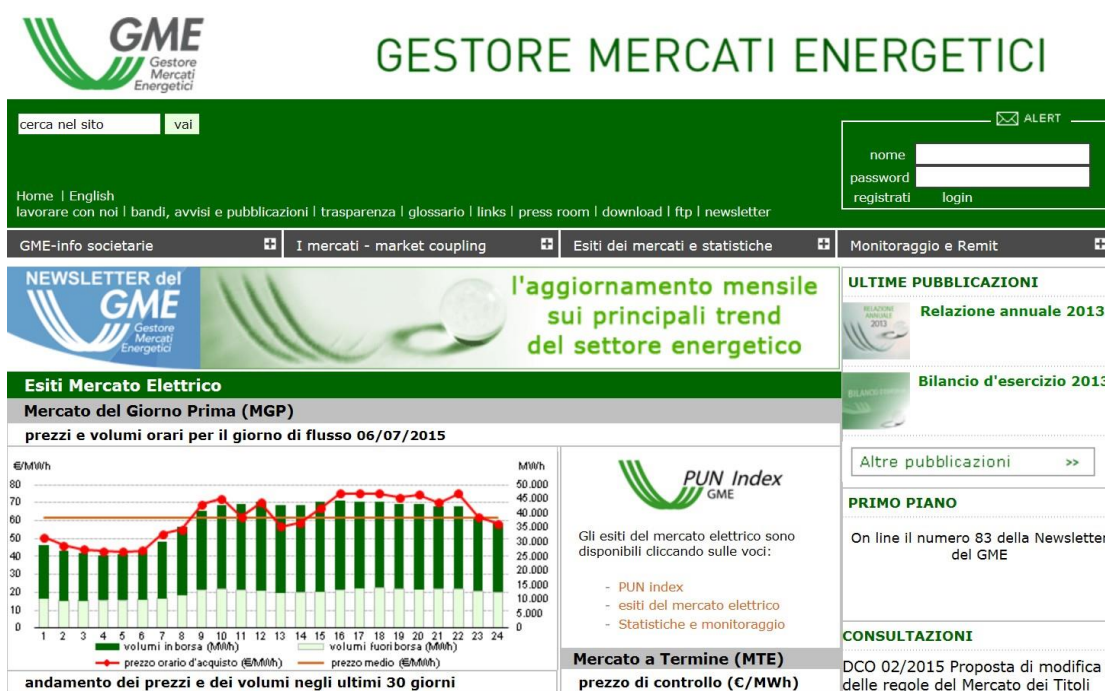 GME
Gestore
Mercati
Energetici
GESTORE MERCATI ENERGETICI
cerca nel sito vai
ALERT
nome
password
registrati login
Home | English
lavorare con noi | bandi, avvisi e pubblicazioni | trasparenza | glossario | links | press room | download | ftp | newsletter
GME-info societarie I mercati - market coupling Esiti dei mercati e statistiche Monitoraggio e Remit
NEWSLETTER del
GME
Gestore
Mercati
Energetici
l'aggiornamento mensile
sui principali trend
del settore energetico
Esiti Mercato Elettrico
Mercato del Giorno Prima (MGP)
prezzi e volumi orari per il giorno di flusso 06/07/2015
€/MWh MWh
80 50.000
70 45.000
60 40.000
50 35.000
40 30.000
30 25.000
20 20.000
10 15.000
0 10.000
5.000
0
1 2 3 4 5 6 7 8 9 10 11 12 13 14 15 16 17 18 19 20 21 22 23 24
volumi in borsa (MWh) volumi fuori borsa (MWh)
prezzo orario d'acquisto (€/MWh) prezzo medio (€/MWh)
andamento dei prezzi e dei volumi negli ultimi 30 giorni
PUN Index
GME
Gli esiti del mercato elettrico sono
disponibili cliccando sulle voci:
- PUN index
- esiti del mercato elettrico
- Statistiche e monitoraggio
Mercato a Termine (MTE)
prezzo di controllo (€/MWh)
ULTIME PUBBLICAZIONI
RELAZIONE
ANNUALE
2013
Relazione annuale 2013
Bilancio d'esercizio 2013
Altre pubblicazioni >>
PRIMO PIANO
On line il numero 83 della Newsletter
del GME
CONSULTAZIONI
DCO 02/2015 Proposta di modifica
delle regole del Mercato dei Titoli